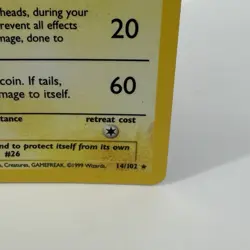 heads, during your
revent all effects
mage, done to
20
coin. If tails,
mage to itself.
60
stance
retreat cost
nd to protect itself from its own
#26
s, Creatures, GAMEFREAK. ©1999 Wizards.
14/102 ★